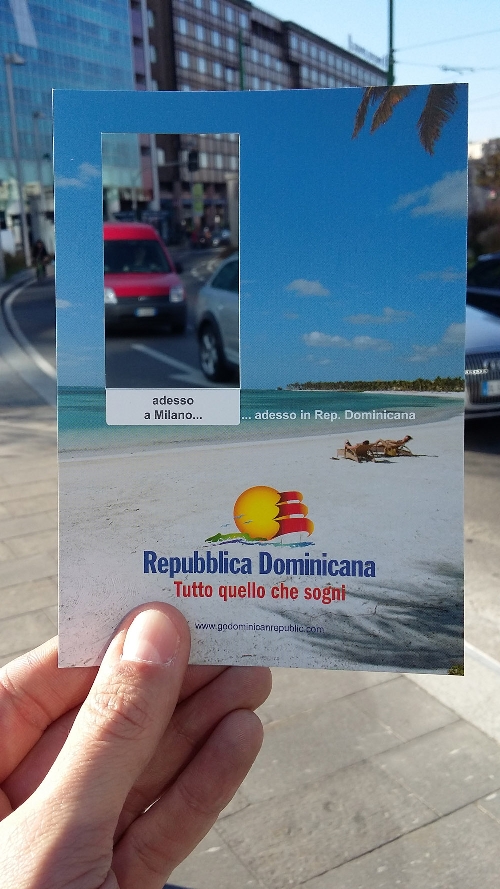 adesso
a Milano...
... adesso in Rep. Dominicana
Repubblica Dominicana
Tutto quello che sogni
www.godominicanrepublic.com